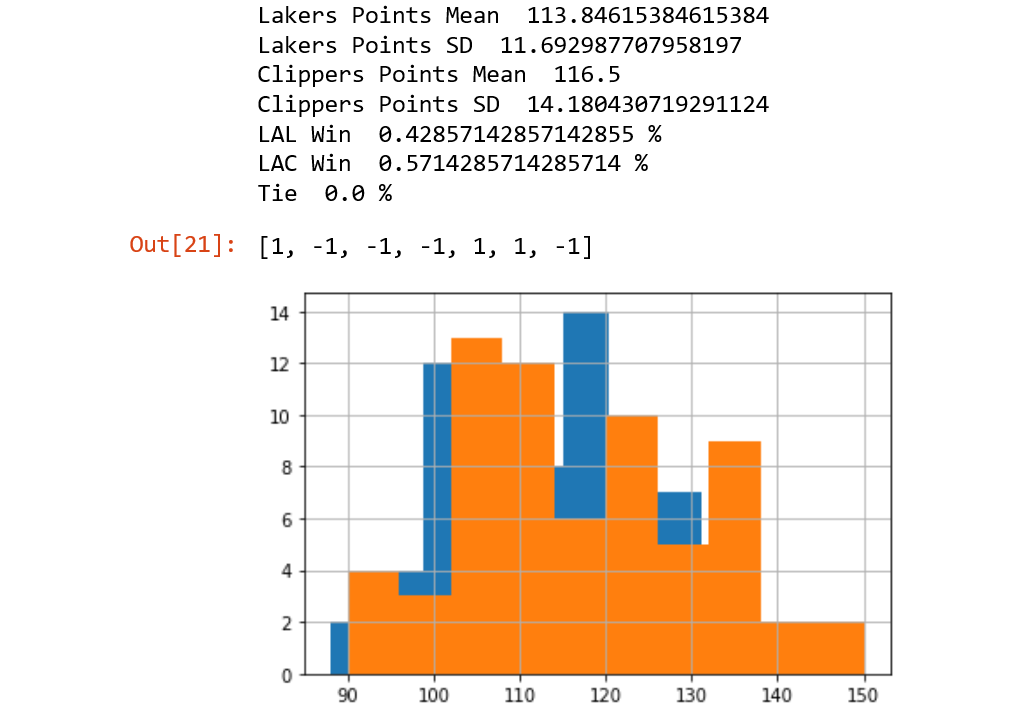 Lakers Points Mean  113.84615384615384
Lakers Points SD  11.692987707958197
Clippers Points Mean  116.5
Clippers Points SD  14.180430719291124
LAL Win  0.42857142857142855 %
LAC Win  0.5714285714285714 %
Tie  0.0 %
Out[21]: [1, -1, -1, -1, 1, 1, -1]
14
12
10
8
6
4
2
0
90 100 110 120 130 140 150